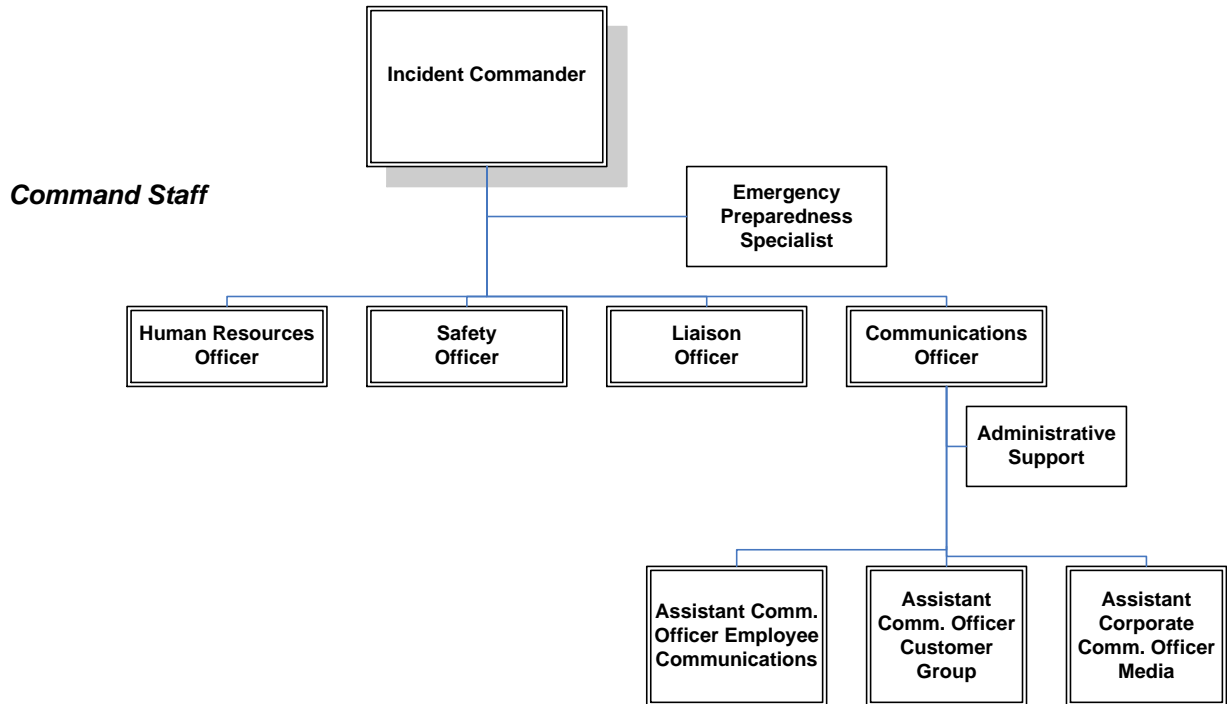 Incident Commander
Command Staff
Emergency
Preparedness
Specialist
Human Resources
Officer
Safety
Officer
Liaison
Officer
Communications
Officer
Administrative
Support
Assistant Comm.
Officer Employee
Communications
Assistant
Comm. Officer
Customer
Group
Assistant
Corporate
Comm. Officer
Media